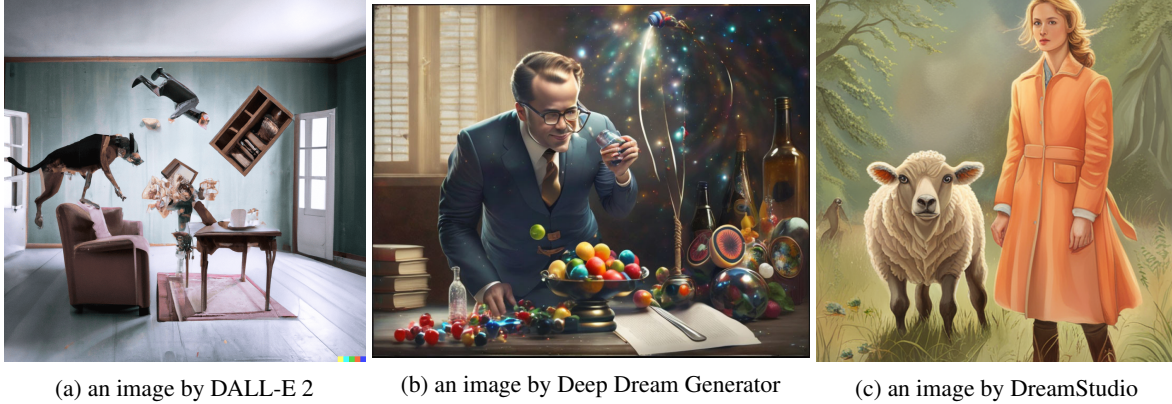 (a) an image by DALL-E 2
(b) an image by Deep Dream Generator
(c) an image by DreamStudio